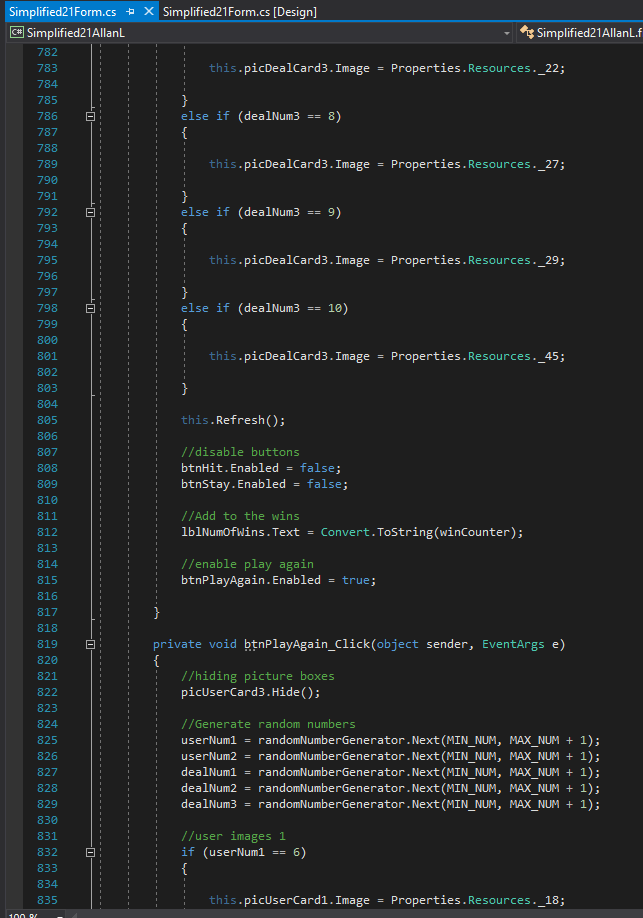 Simplified21Form.cs Simplified21Form.cs [Design]
C# Simplified21AllanL Simplified21AllanL.f
782
783 this.picDealCard3.Image = Properties.Resources._22;
784
785 }
786 else if (dealNum3 == 8)
787 {
788
789 this.picDealCard3.Image = Properties.Resources._27;
790
791 }
792 else if (dealNum3 == 9)
793 {
794
795 this.picDealCard3.Image = Properties.Resources._29;
796
797 }
798 else if (dealNum3 == 10)
799 {
800
801 this.picDealCard3.Image = Properties.Resources._45;
802
803 }
804
805 this.Refresh();
806
807 //disable buttons
808 btnHit.Enabled = false;
809 btnStay.Enabled = false;
810
811 //Add to the wins
812 lblNumOfWins.Text = Convert.ToString(winCounter);
813
814 //enable play again
815 btnPlayAgain.Enabled = true;
816
817 }
818
819 private void btnPlayAgain_Click(object sender, EventArgs e)
820 {
821 //hiding picture boxes
822 picUserCard3.Hide();
823
824 //Generate random numbers
825 userNum1 = randomNumberGenerator.Next(MIN_NUM, MAX_NUM + 1);
826 userNum2 = randomNumberGenerator.Next(MIN_NUM, MAX_NUM + 1);
827 dealNum1 = randomNumberGenerator.Next(MIN_NUM, MAX_NUM + 1);
828 dealNum2 = randomNumberGenerator.Next(MIN_NUM, MAX_NUM + 1);
829 dealNum3 = randomNumberGenerator.Next(MIN_NUM, MAX_NUM + 1);
830
831 //user images 1
832 if (userNum1 == 6)
833 {
834
835 this.picUserCard1.Image = Properties.Resources._18;
100 %